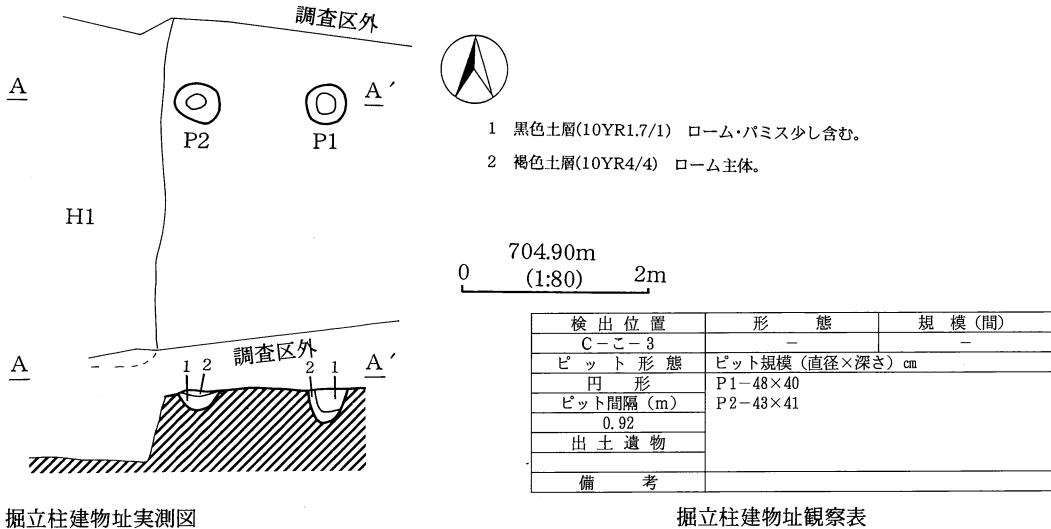 調査区外
A
A´
P2
P1
H1
1 黒色土層(10YR1.7/1) ローム・パミス少し含む。
2 褐色土層(10YR4/4) ローム主体。
704.90m
0 (1:80) 2m
調査区外
A
A´
1 2 2 1
検出位置 形態 規模(間)
C-こ-3 - -
ピット形態 ピット規模(直径×深さ)cm
円形 P1-48×40
ピット間隔(m) P2-43×41
0.92
出土遺物
備考
掘立柱建物址実測図
掘立柱建物址観察表